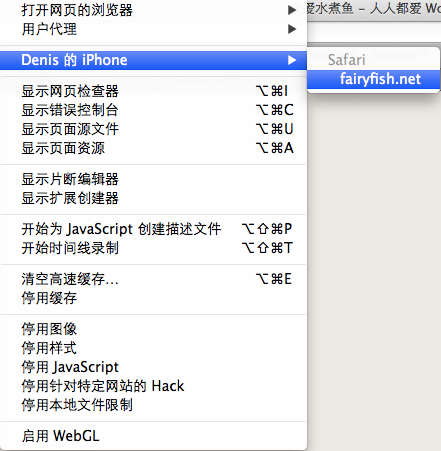 打开网页的浏览器
爱水煮鱼 – 人人都爱 Wo
用户代理
Denis 的 iPhone
Safari
fairyfish.net
显示网页检查器 ⌥⌘I
显示错误控制台 ⌥⌘C
显示页面源文件 ⌥⌘U
显示页面资源 ⌥⌘A
显示片断编辑器
显示扩展创建器
开始为 JavaScript 创建描述文件 ⌥⇧⌘P
开始时间线录制 ⌥⇧⌘T
清空高速缓存... ⌥⌘E
停用缓存
停用图像
停用样式
停用 JavaScript
停用针对特定网站的 Hack
停用本地文件限制
启用 WebGL